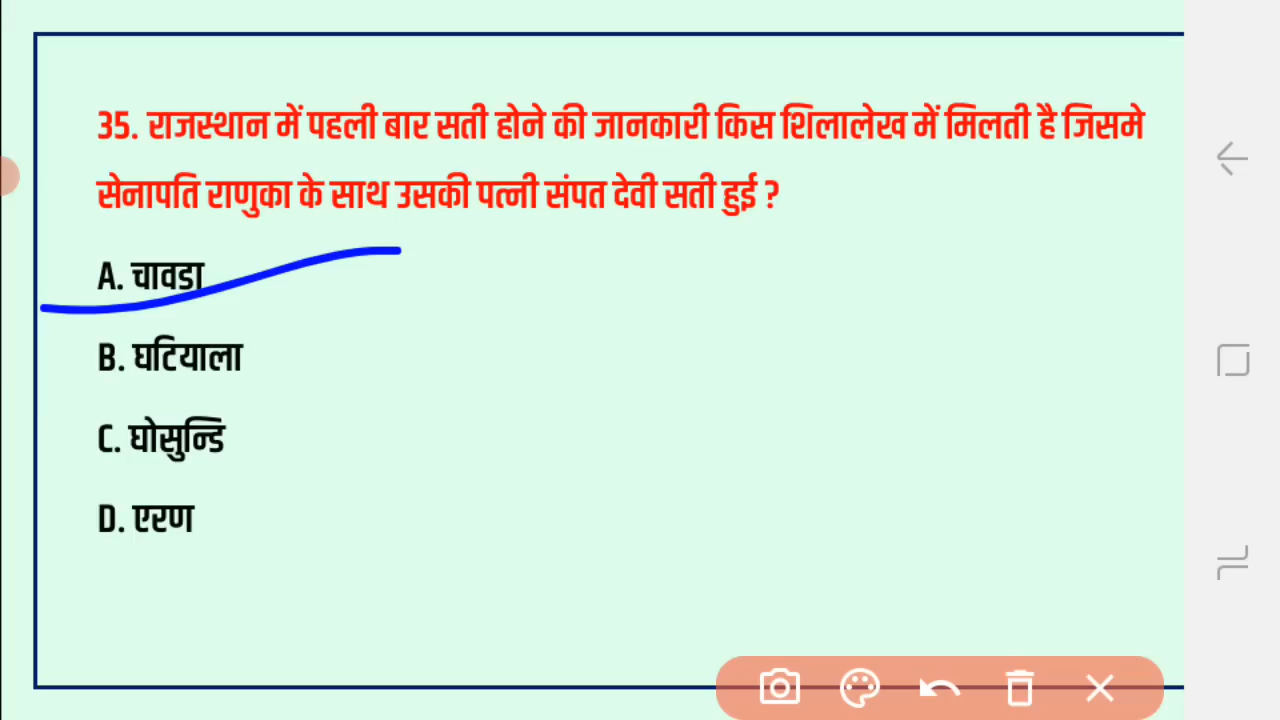 35. राजस्थान में पहली बार सती होने की जानकारी किस शिलालेख में मिलती है जिसमे
सेनापति राणुका के साथ उसकी पत्नी संपत देवी सती हुई ?
A. चावडा
B. घटियाला
C. घोसुन्डि
D. एरण